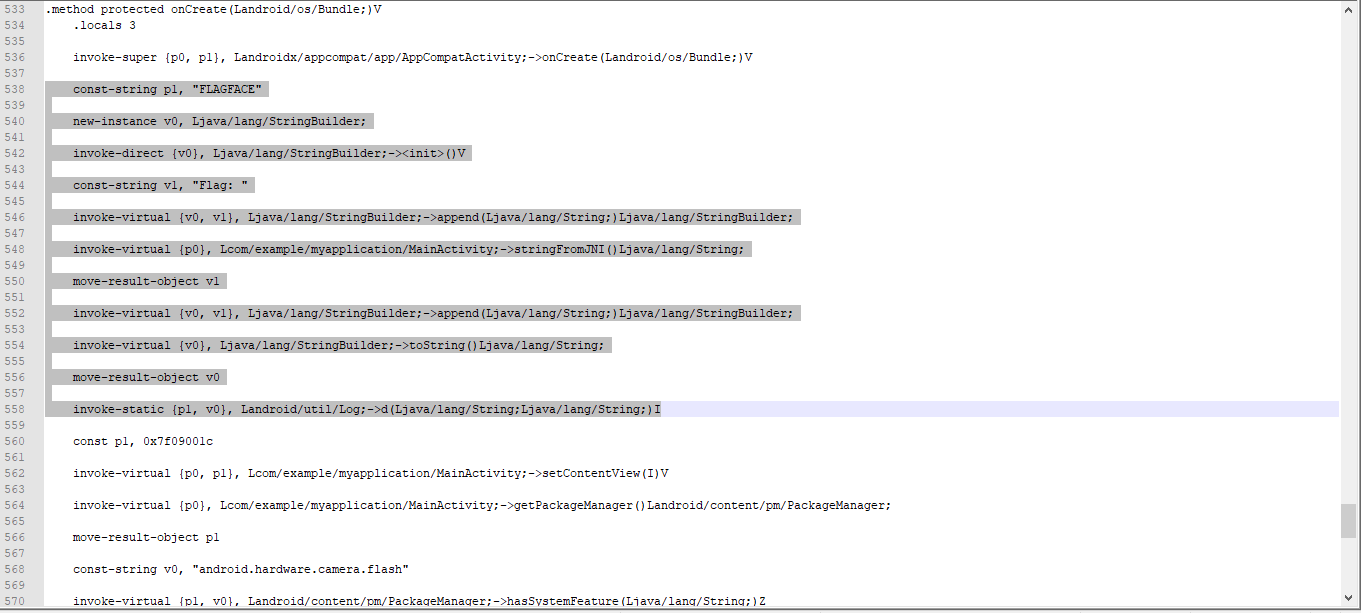 533 .method protected onCreate(Landroid/os/Bundle;)V
534     .locals 3
535
536     invoke-super {p0, p1}, Landroidx/appcompat/app/AppCompatActivity;->onCreate(Landroid/os/Bundle;)V
537
538     const-string p1, "FLAGFACE"
539
540     new-instance v0, Ljava/lang/StringBuilder;
541
542     invoke-direct {v0}, Ljava/lang/StringBuilder;-><init>()V
543
544     const-string v1, "Flag: "
545
546     invoke-virtual {v0, v1}, Ljava/lang/StringBuilder;->append(Ljava/lang/String;)Ljava/lang/StringBuilder;
547
548     invoke-virtual {p0}, Lcom/example/myapplication/MainActivity;->stringFromJNI()Ljava/lang/String;
549
550     move-result-object v1
551
552     invoke-virtual {v0, v1}, Ljava/lang/StringBuilder;->append(Ljava/lang/String;)Ljava/lang/StringBuilder;
553
554     invoke-virtual {v0}, Ljava/lang/StringBuilder;->toString()Ljava/lang/String;
555
556     move-result-object v0
557
558     invoke-static {p1, v0}, Landroid/util/Log;->d(Ljava/lang/String;Ljava/lang/String;)I
559
560     const p1, 0x7f09001c
561
562     invoke-virtual {p0, p1}, Lcom/example/myapplication/MainActivity;->setContentView(I)V
563
564     invoke-virtual {p0}, Lcom/example/myapplication/MainActivity;->getPackageManager()Landroid/content/pm/PackageManager;
565
566     move-result-object p1
567
568     const-string v0, "android.hardware.camera.flash"
569
570     invoke-virtual {p1, v0}, Landroid/content/pm/PackageManager;->hasSystemFeature(Ljava/lang/String;)Z